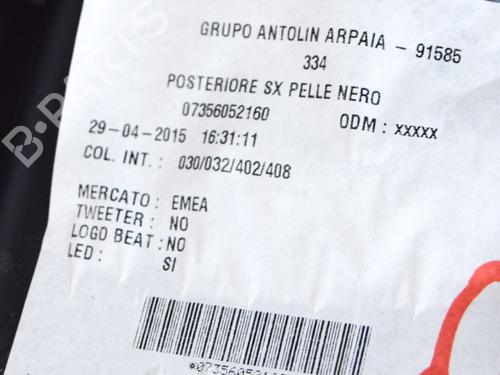 GRUPO ANTOLIN ARPAIA - 91585
334
POSTERIORE SX PELLE NERO
07356052160 ODM : XXXXX
29-04-2015 16:31:11
COL. INT. : 030/032/402/408
MERCATO : EMEA
TWEETER : NO
LOGO BEAT : NO
LED : SI
B-PARTS